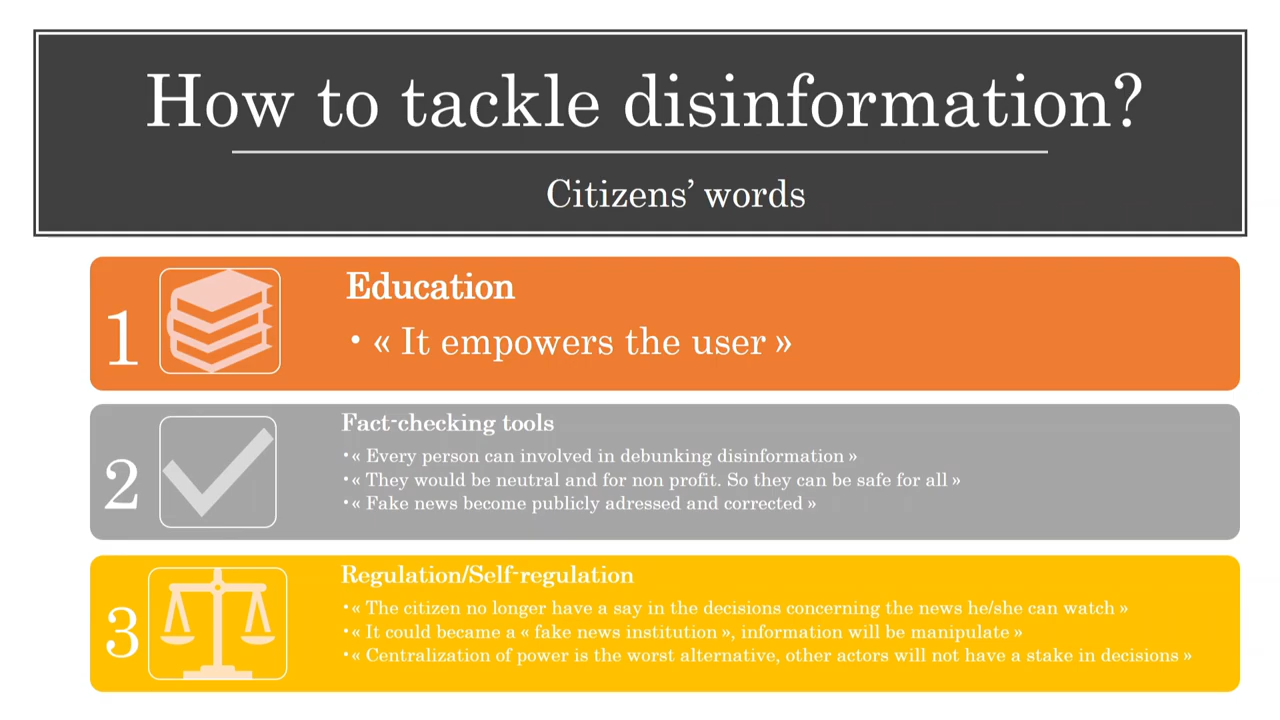 How to tackle disinformation?
Citizens’ words
1
Education
• « It empowers the user »
2
Fact-checking tools
•« Every person can involved in debunking disinformation »
•« They would be neutral and for non profit. So they can be safe for all »
•« Fake news become publicly adressed and corrected »
3
Regulation/Self-regulation
•« The citizen no longer have a say in the decisions concerning the news he/she can watch »
•« It could became a « fake news institution », information will be manipulate »
•« Centralization of power is the worst alternative, other actors will not have a stake in decisions »